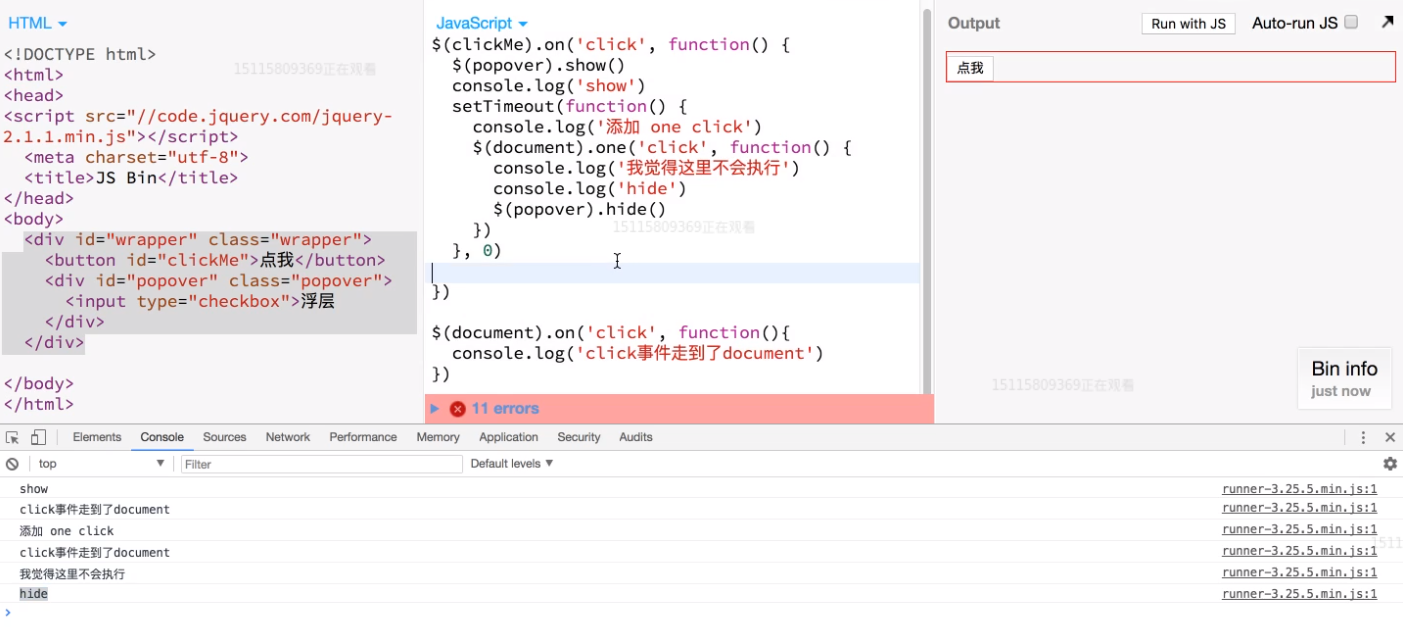 HTML
<!DOCTYPE html>
<html>
<head>
<script src="//code.jquery.com/jquery-
2.1.1.min.js"></script>
<meta charset="utf-8">
<title>JS Bin</title>
</head>
<body>
<div id="wrapper" class="wrapper">
<button id="clickMe">点我</button>
<div id="popover" class="popover">
<input type="checkbox">浮层
</div>
</div>
</body>
</html>
15115809369正在观看
JavaScript
$(clickMe).on('click', function() {
$(popover).show()
console.log('show')
setTimeout(function() {
console.log('添加 one click')
$(document).one('click', function() {
console.log('我觉得这里不会执行')
console.log('hide')
$(popover).hide()
})
}, 0)
})
$(document).on('click', function(){
console.log('click事件走到了document')
})
15115809369正在观看
11 errors
Output
Run with JS
Auto-run JS
点我
15115809369正在观看
Bin info
just now
Elements Console Sources Network Performance Memory Application Security Audits
top Filter Default levels
show runner-3.25.5.min.js:1
click事件走到了document runner-3.25.5.min.js:1
添加 one click runner-3.25.5.min.js:1
click事件走到了document runner-3.25.5.min.js:1
1511
我觉得这里不会执行 runner-3.25.5.min.js:1
hide runner-3.25.5.min.js:1